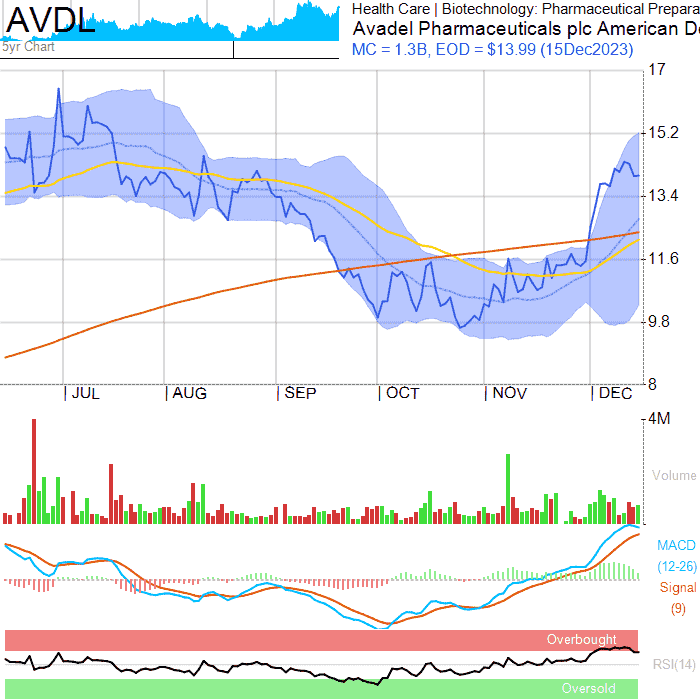 AVDL
5yr Chart
Health Care | Biotechnology: Pharmaceutical Prepara
Avadel Pharmaceuticals plc American De
MC = 1.3B, EOD = $13.99 (15Dec2023)
17
15.2
13.4
11.6
9.8
8
JUL AUG SEP OCT NOV DEC
4M
Volume
MACD
(12-26)
Signal
(9)
Overbought
RSI(14)
Oversold